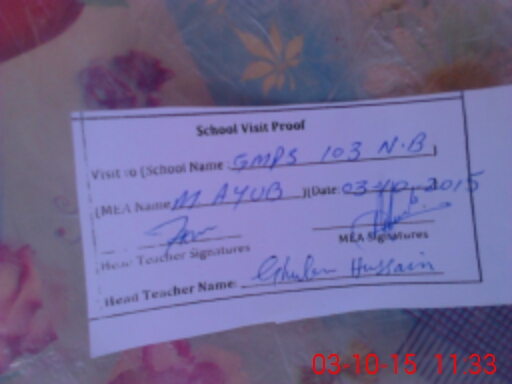 School Visit Proof
Visit to (School Name: GMPS 103 N.B
(MEA Name M AYUB )(Date: 03-10-2015
Head Teacher Signatures MEA Signatures
Head Teacher Name: Ghulam Hussain
03-10-15 11:33